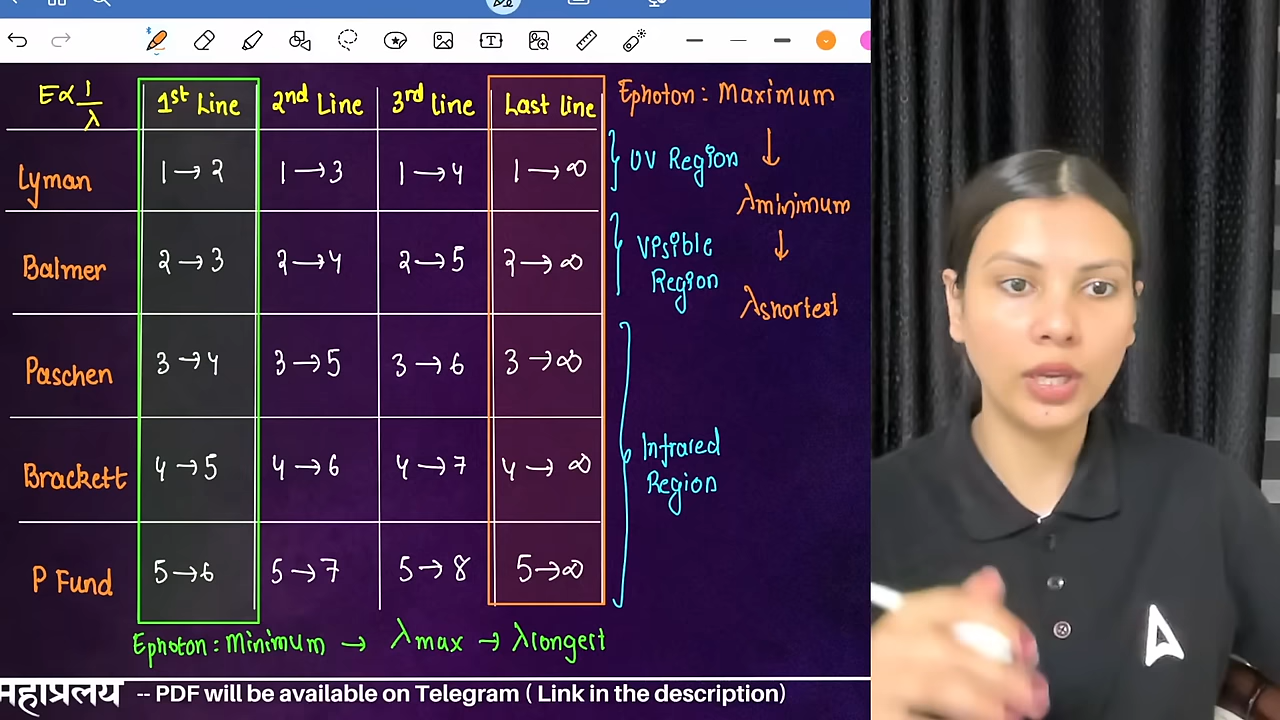 E∝1/λ 1st Line 2nd Line 3rd line Last line Ephoton : Maximum
Lyman 1→2 1→3 1→4 1→∞ UV Region ↓
λminimum
↓
Balmer 2→3 2→4 2→5 2→∞ Visible
Region
λshortest
Paschen 3→4 3→5 3→6 3→∞
Brackett 4→5 4→6 4→7 4→∞ Infrared
Region
P Fund 5→6 5→7 5→8 5→∞
Ephoton : Minimum → λmax → λlongest
महाप्रलय -- PDF will be available on Telegram ( Link in the description)